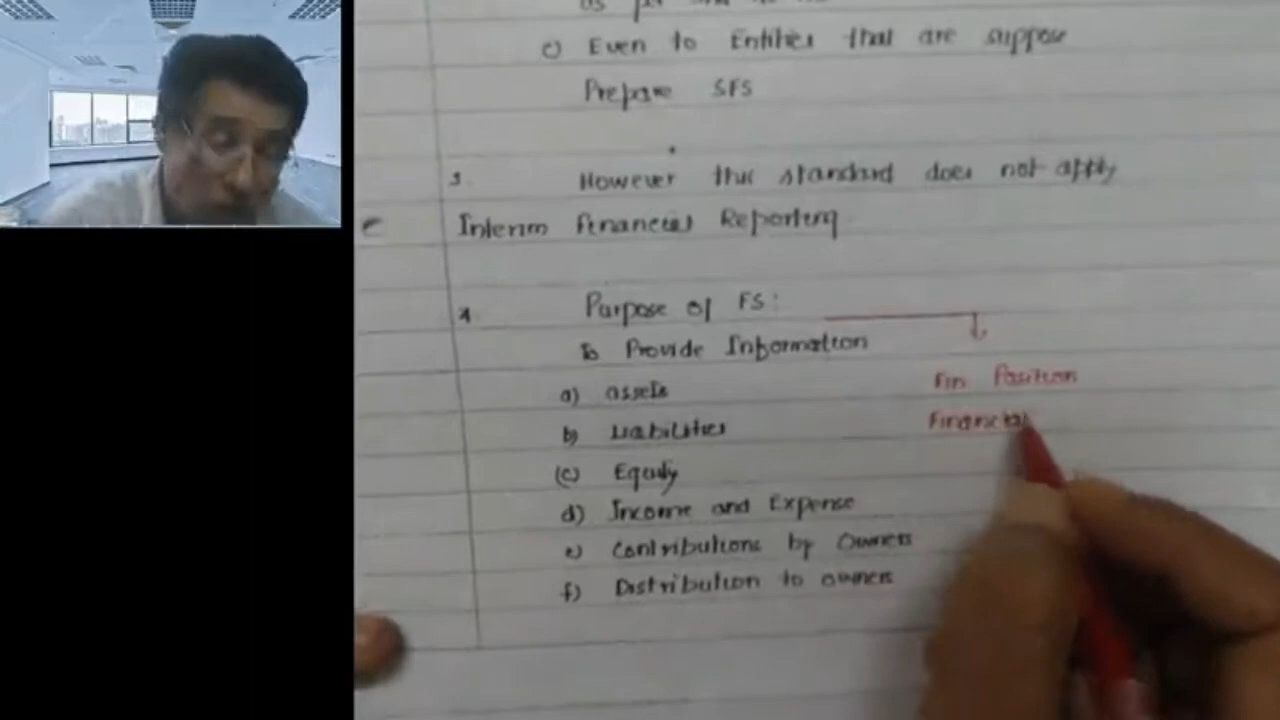 c) Even to Entities that are suppose
Prepare SFS
3. However this standard does not apply
Interim Financial Reporting
4. Purpose of FS:
To Provide Information
a) assets
b) Liabilities
(c) Equity
d) Income and Expense
e) Contributions by Owners
f) Distribution to owners
Fin Position
Financial